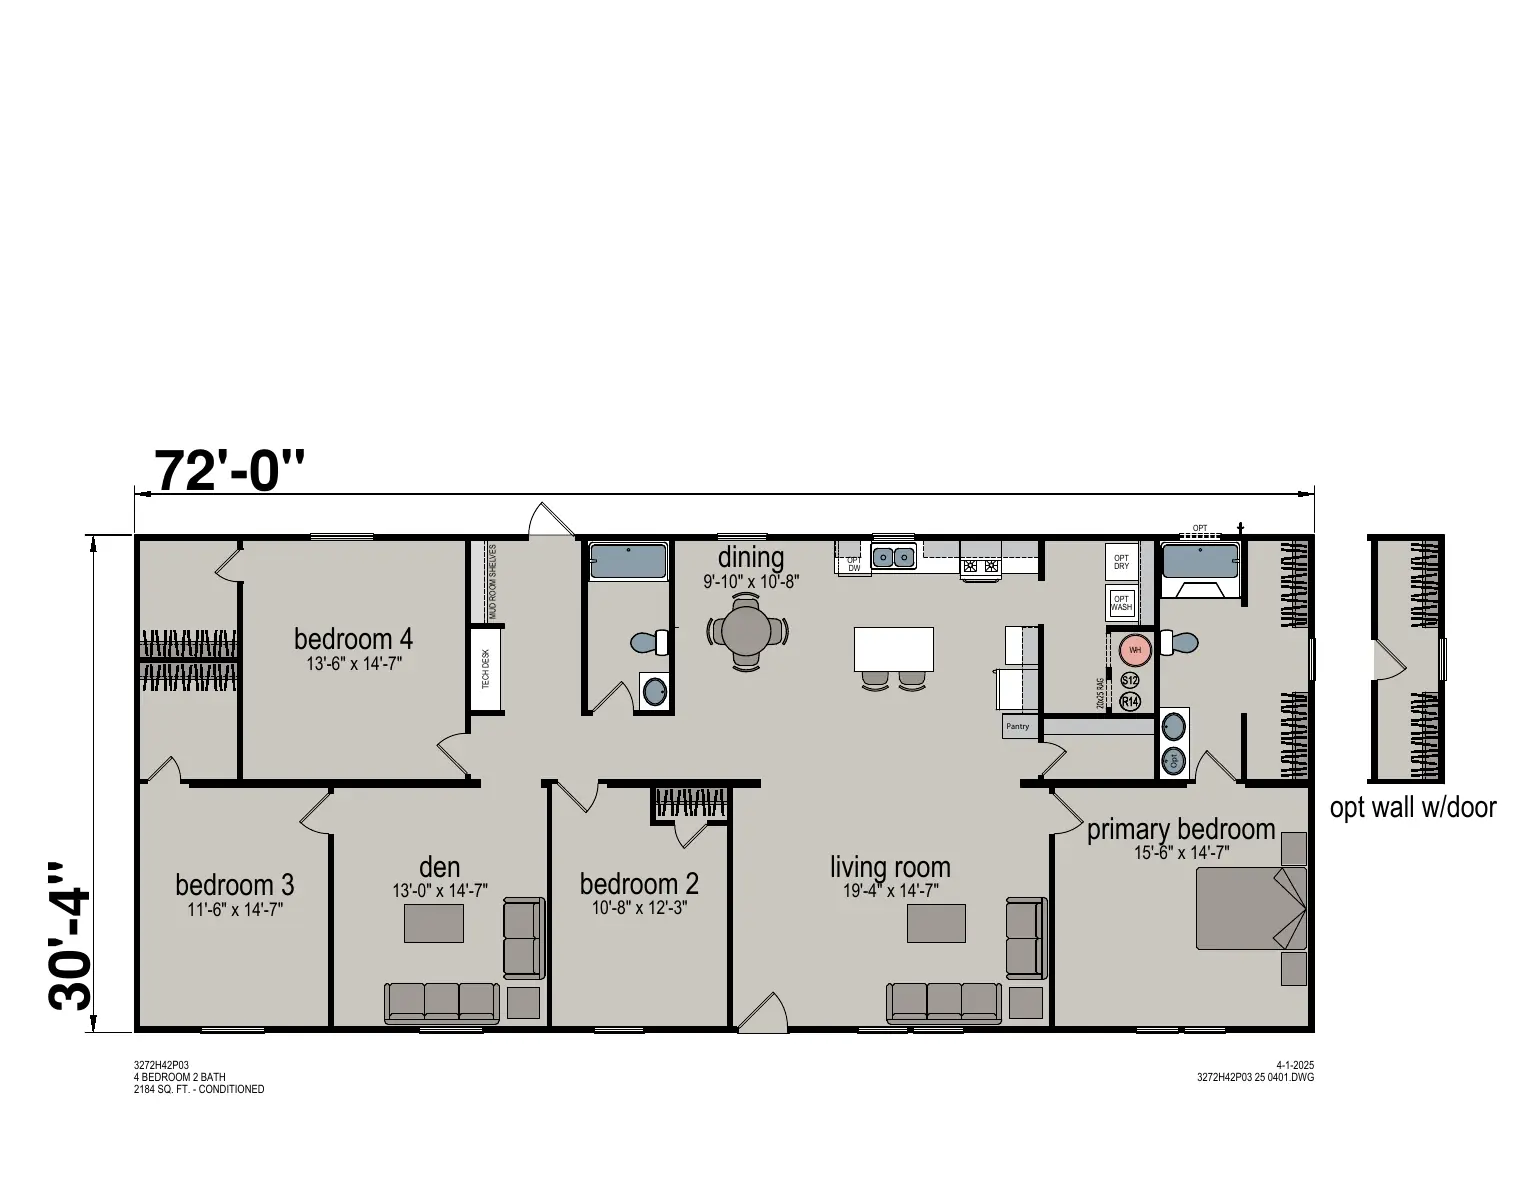 72'-0"
30'-4"
OPT
MUD ROOM SHELVES
TECH DESK
bedroom 4
13'-6" x 14'-7"
dining
9'-10" x 10'-8"
OPT
DW
OPT
DRY
OPT
WASH
WH
S12
R14
20x25 RAG
Pantry
Opt
opt wall w/door
bedroom 3
11'-6" x 14'-7"
den
13'-0" x 14'-7"
bedroom 2
10'-8" x 12'-3"
living room
19'-4" x 14'-7"
primary bedroom
15'-6" x 14'-7"
3272H42P03
4 BEDROOM 2 BATH
2184 SQ. FT. - CONDITIONED
4-1-2025
3272H42P03 25 0401.DWG